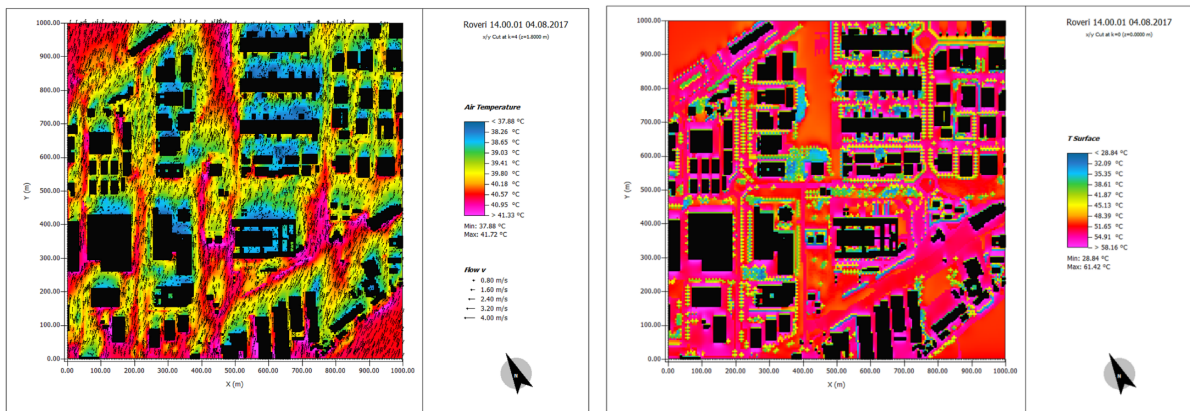 Roveri 14.00.01 04.08.2017
x/y Cut at k=4 (z=1.8000 m)
Air Temperature
< 37.88 °C
38.26 °C
38.65 °C
39.03 °C
39.41 °C
39.80 °C
40.18 °C
40.57 °C
40.95 °C
> 41.33 °C
Min: 37.88 °C
Max: 41.72 °C
Flow v
0.80 m/s
1.60 m/s
2.40 m/s
3.20 m/s
4.00 m/s
N
1000.00
900.00
800.00
700.00
600.00
500.00
400.00
300.00
200.00
100.00
0.00
Y (m)
0.00 100.00 200.00 300.00 400.00 500.00 600.00 700.00 800.00 900.00 1000.00
X (m)
Roveri 14.00.01 04.08.2017
x/y Cut at k=0 (z=0.0000 m)
T Surface
< 28.84 °C
32.09 °C
35.35 °C
38.61 °C
41.87 °C
45.13 °C
48.39 °C
51.65 °C
54.91 °C
> 58.16 °C
Min: 28.84 °C
Max: 61.42 °C
N
1000.00
900.00
800.00
700.00
600.00
500.00
400.00
300.00
200.00
100.00
0.00
Y (m)
0.00 100.00 200.00 300.00 400.00 500.00 600.00 700.00 800.00 900.00 1000.00
X (m)